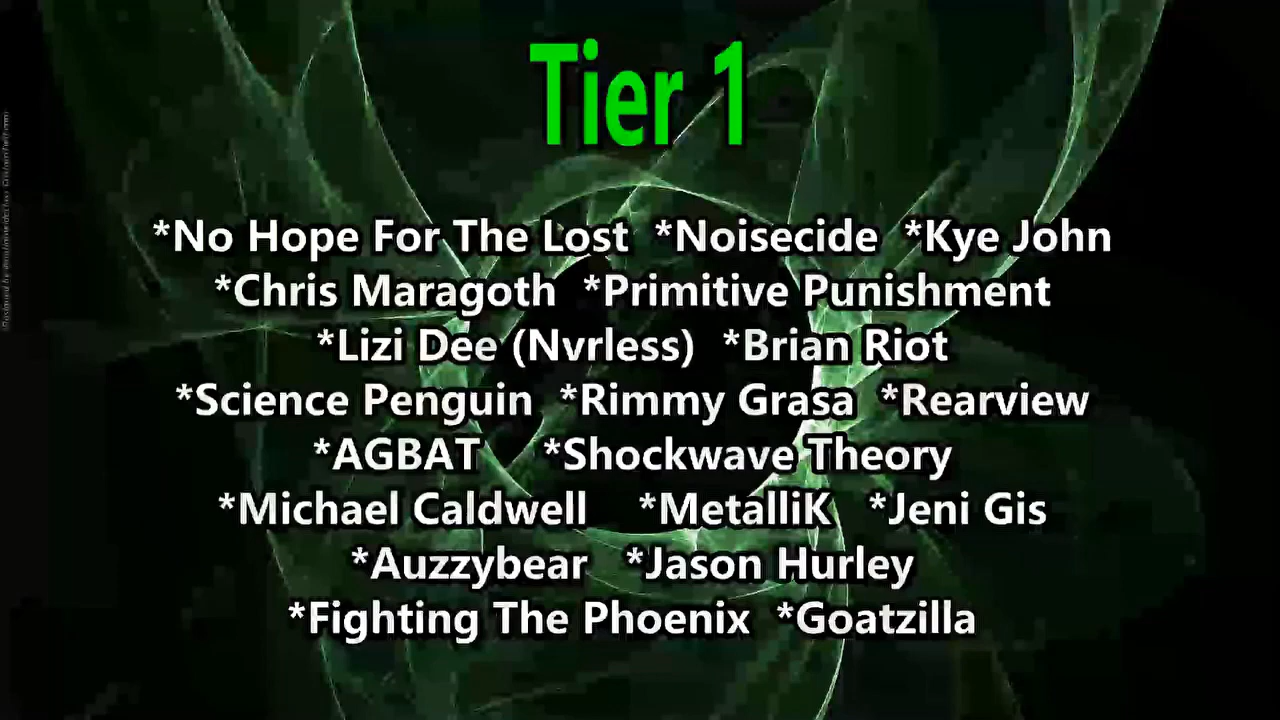 Tier 1
*No Hope For The Lost *Noisecide *Kye John
*Chris Maragoth *Primitive Punishment
*Lizi Dee (Nvrless) *Brian Riot
*Science Penguin *Rimmy Grasa *Rearview
*AGBAT *Shockwave Theory
*Michael Caldwell *MetalliK *Jeni Gis
*Auzzybear *Jason Hurley
*Fighting The Phoenix *Goatzilla